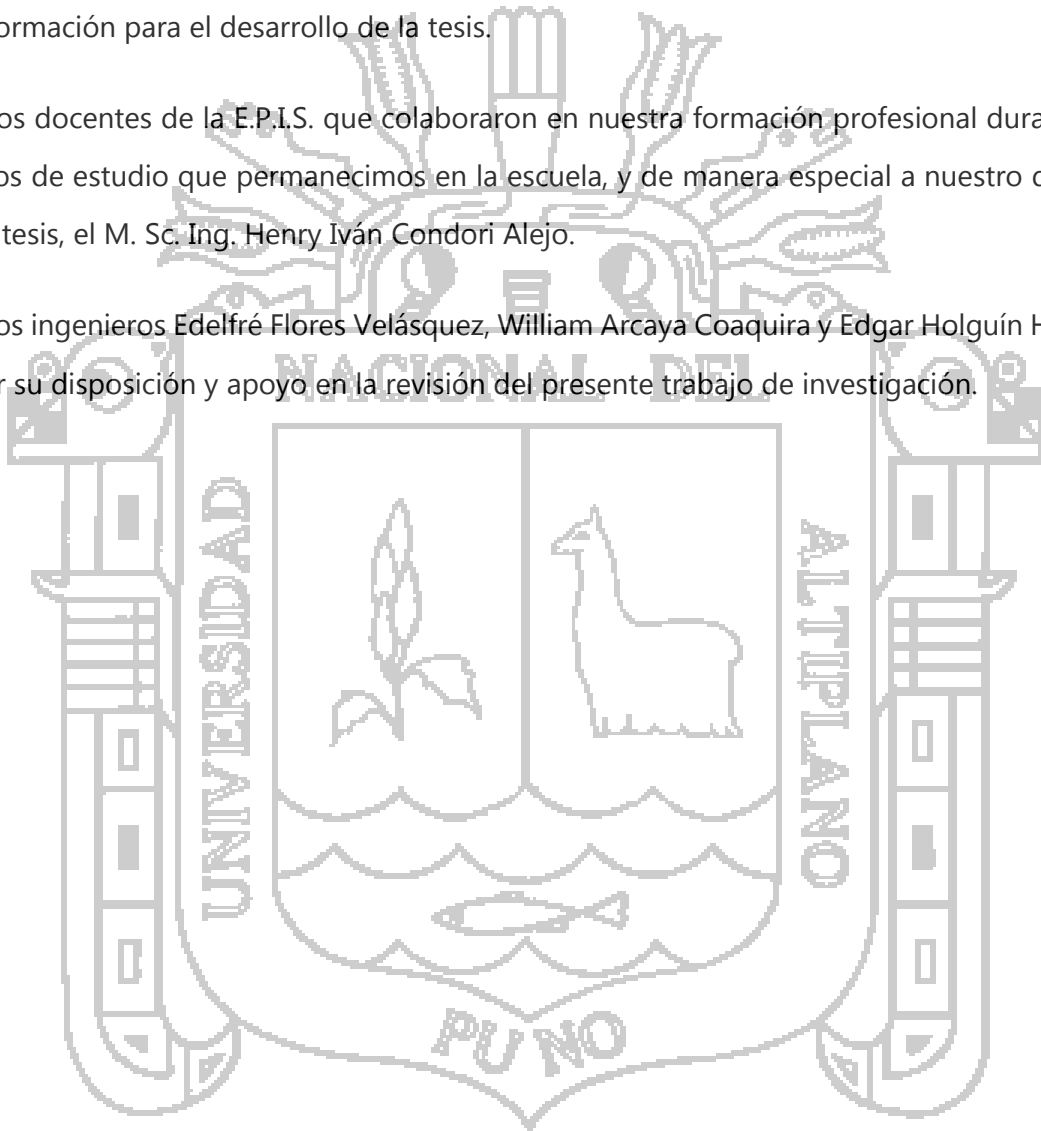 ormación para el desarrollo de la tesis.
os docentes de la E.P.I.S. que colaboraron en nuestra formación profesional dura
os de estudio que permanecimos en la escuela, y de manera especial a nuestro
tesis, el M. Sc. Ing. Henry Iván Condori Alejo.
os ingenieros Edelfré Flores Velásquez, William Arcaya Coaquira y Edgar Holguín H
r su disposición y apoyo en la revisión del presente trabajo de investigación.
NACIONAL DEL
UNIVERSIDAD
ALTIPLANO
PUNO